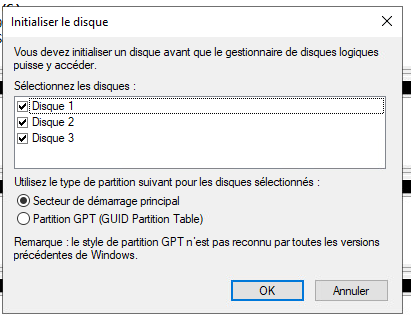 Initialiser le disque
Vous devez initialiser un disque avant que le gestionnaire de disques logiques
puisse y accéder.
Sélectionnez les disques :
Disque 1
Disque 2
Disque 3
Utilisez le type de partition suivant pour les disques sélectionnés :
Secteur de démarrage principal
Partition GPT (GUID Partition Table)
Remarque : le style de partition GPT n'est pas reconnu par toutes les versions
précédentes de Windows.
OK
Annuler